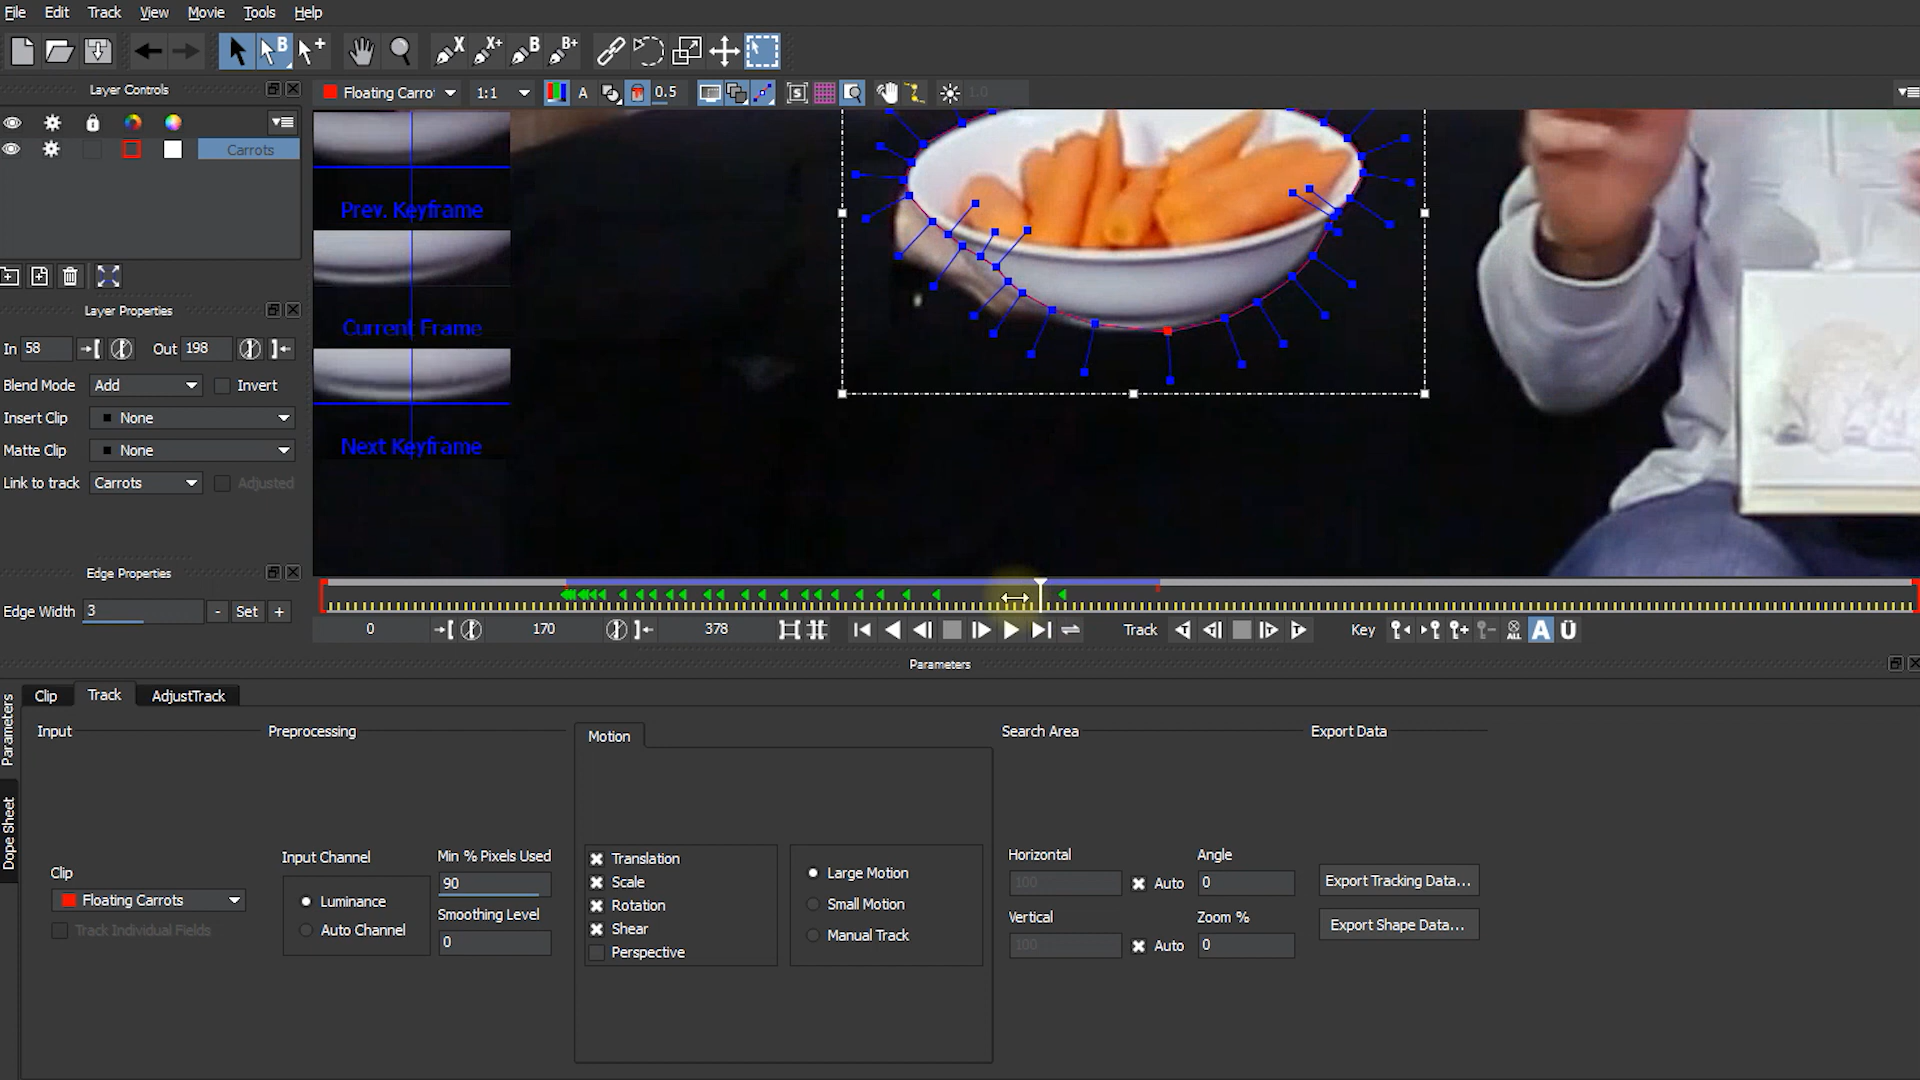 File Edit Track View Movie Tools Help
X X+ B B+
Layer Controls
Floating Carro 1:1 A 0.5 1.0
Carrots
Prev. Keyframe
Current Frame
Next Keyframe
Layer Properties
In 58 Out 198
Blend Mode Add Invert
Insert Clip None
Matte Clip None
Link to track Carrots Adjusted
Edge Properties
Edge Width 3 - Set +
0 170 378 Track Key ALL A Ü
Parameters
Parameters
Dope Sheet
Clip Track AdjustTrack
Input Preprocessing Motion Search Area Export Data
Clip
Floating Carrots
Track Individual Fields
Input Channel
Luminance
Auto Channel
Min % Pixels Used
90
Smoothing Level
0
Translation
Scale
Rotation
Shear
Perspective
Large Motion
Small Motion
Manual Track
Horizontal Angle
100 Auto 0
Vertical Zoom %
100 Auto 0
Export Tracking Data...
Export Shape Data...